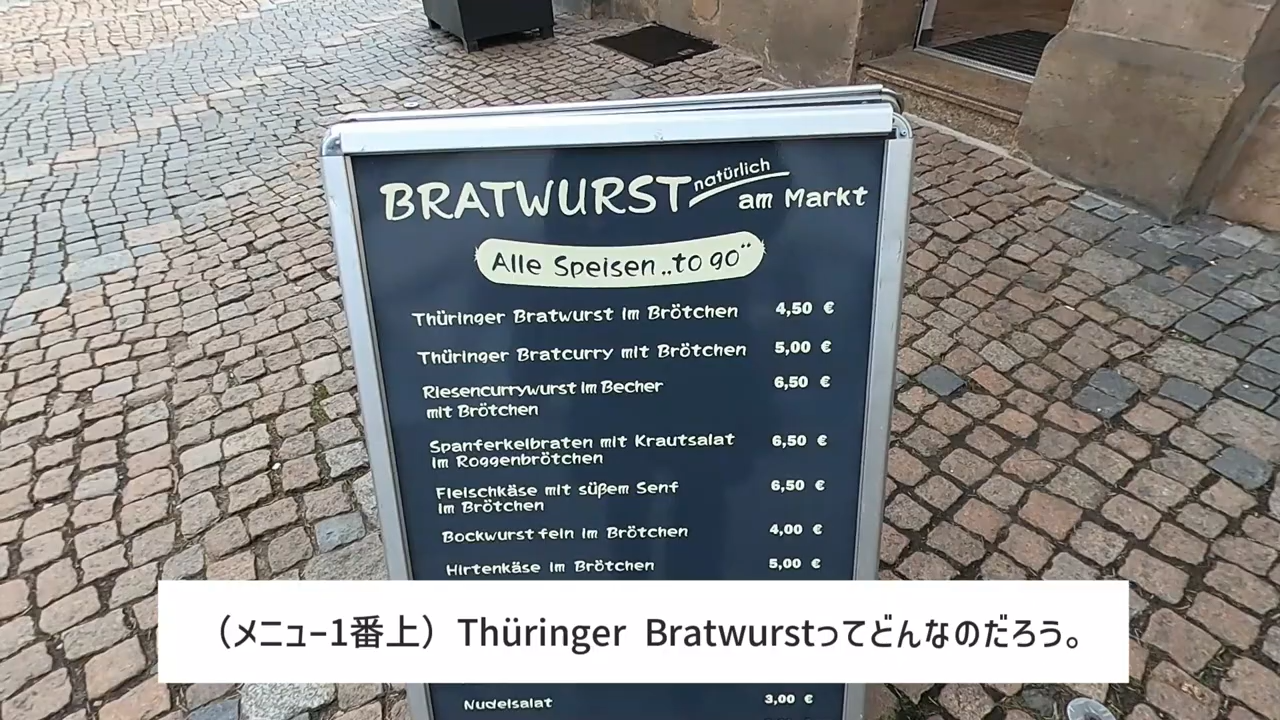 BRATWURST natürlich
am Markt
Alle Speisen „to go“
Thüringer Bratwurst im Brötchen 4,50 €
Thüringer Bratcurry mit Brötchen 5,00 €
Riesencurrywurst im Becher 6,50 €
mit Brötchen
Spanferkelbraten mit Krautsalat 6,50 €
im Roggenbrötchen
Fleischkäse mit süßem Senf 6,50 €
im Brötchen
Bockwurst fein im Brötchen 4,00 €
Hirtenkäse im Brötchen 5,00 €
（メニュー1番上） Thüringer Bratwurstってどんなのだろう。
Nudelsalat 3,00 €